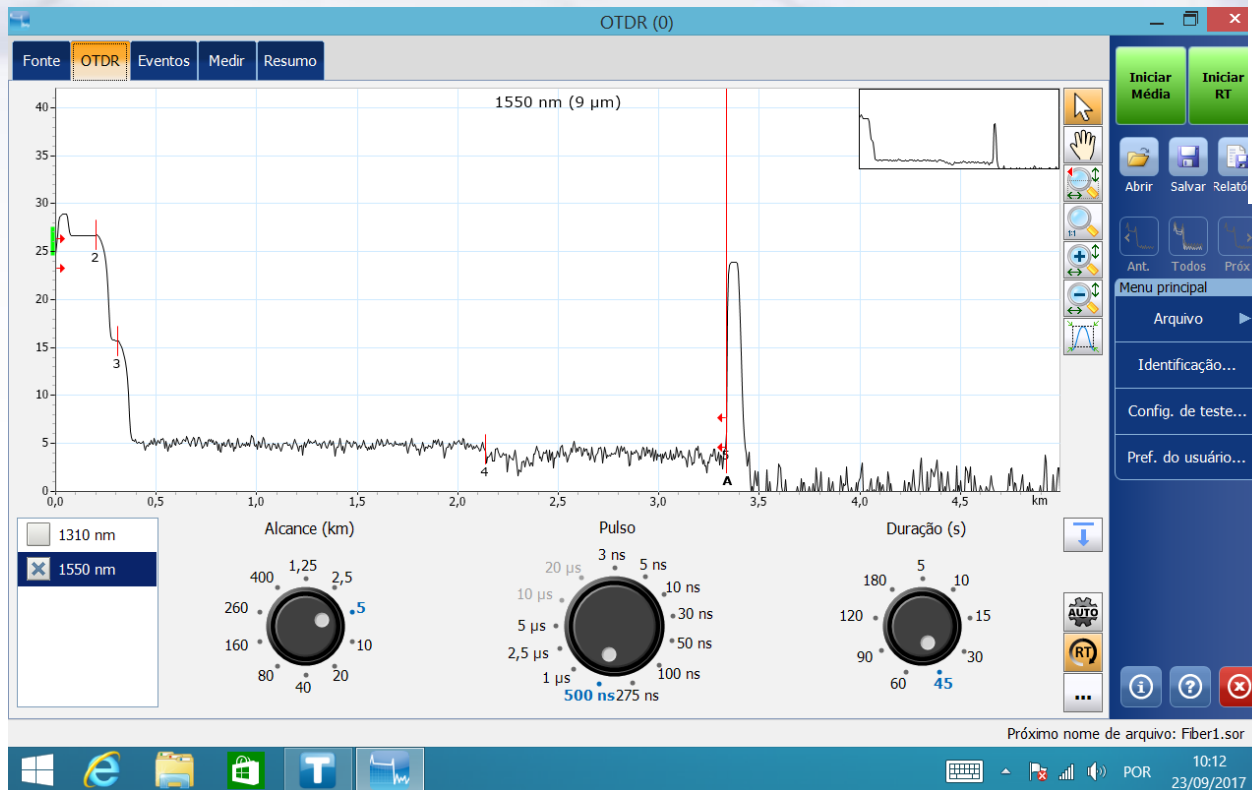 OTDR (0)
Fonte OTDR Eventos Medir Resumo
1550 nm (9 µm)
40
35
30
25
20
15
10
5
0
2
3
4
5
A
0,0 0,5 1,0 1,5 2,0 2,5 3,0 3,5 4,0 4,5 km
1:1
1310 nm
1550 nm
Alcance (km)
1,25
400 2,5
260 5
160 10
80 20
40
Pulso
3 ns
20 µs 5 ns
10 µs 10 ns
5 µs 30 ns
2,5 µs 50 ns
1 µs 100 ns
500 ns 275 ns
Duração (s)
5
180 10
120 15
90 30
60 45
AUTO
RT
...
Iniciar Média
Iniciar RT
Abrir Salvar Relató
Ant. Todos Próx
Menu principal
Arquivo
Identificação...
Config. de teste...
Pref. do usuário...
Próximo nome de arquivo: Fiber1.sor
T
POR
10:12
23/09/2017